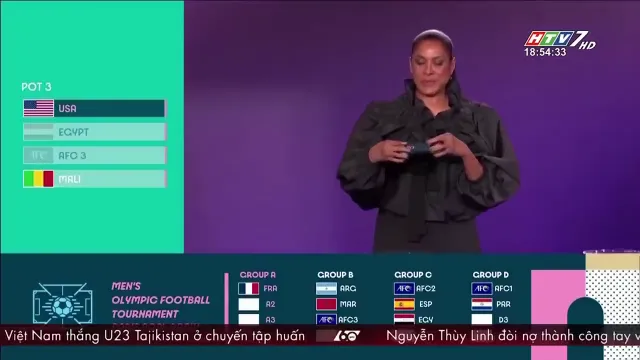 HTV7 HD
18:54:33
POT 3
USA
EGYPT
AFC 3
MALI
MEN'S
OLYMPIC FOOTBALL
TOURNAMENT
GROUP A
FRA
A2
A3
GROUP B
ARG
MAR
AFC3
GROUP C
AFC2
ESP
EGY
GROUP D
AFC1
PAR
D3
Việt Nam thắng U23 Tajikistan ở chuyến tập huấn
Nguyễn Thùy Linh đòi nợ thành công tay v